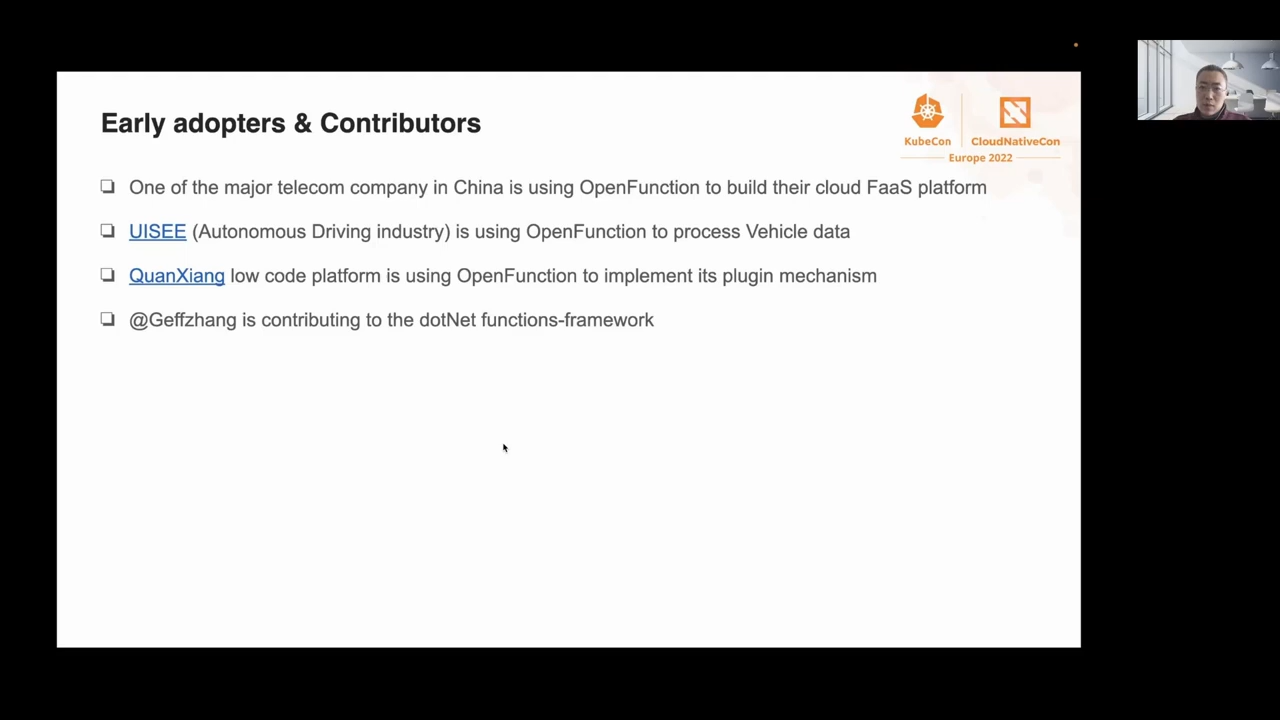 Early adopters & Contributors
KubeCon
CloudNativeCon
Europe 2022
One of the major telecom company in China is using OpenFunction to build their cloud FaaS platform
UISEE (Autonomous Driving industry) is using OpenFunction to process Vehicle data
QuanXiang low code platform is using OpenFunction to implement its plugin mechanism
@Geffzhang is contributing to the dotNet functions-framework